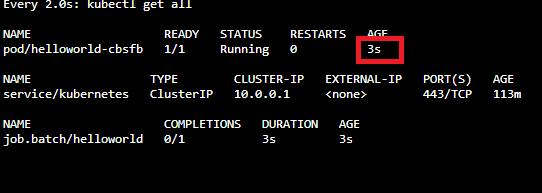 Every 2.0s: kubectl get all
NAME READY STATUS RESTARTS AGE
pod/helloworld-cbsfb 1/1 Running 0 3s
NAME TYPE CLUSTER-IP EXTERNAL-IP PORT(S) AGE
service/kubernetes ClusterIP 10.0.0.1 <none> 443/TCP 113m
NAME COMPLETIONS DURATION AGE
job.batch/helloworld 0/1 3s 3s